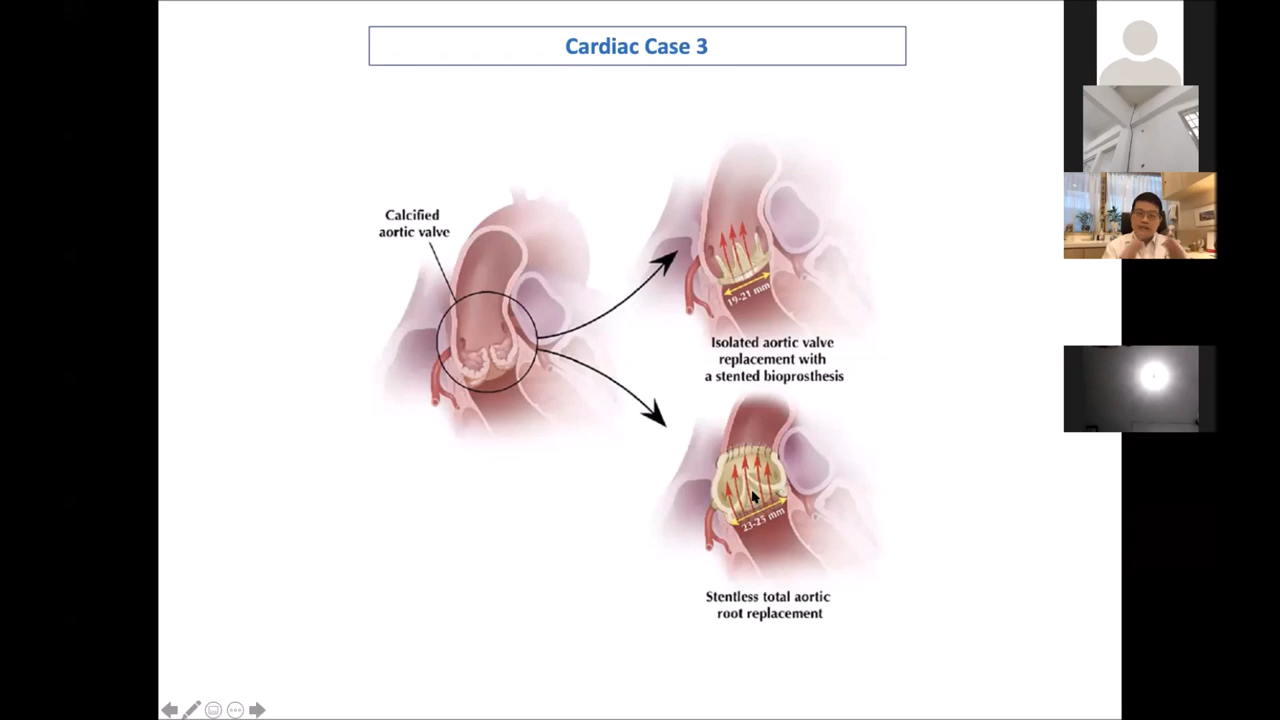 Cardiac Case 3
Calcified
aortic valve
19-21 mm
Isolated aortic valve
replacement with
a stented bioprosthesis
23-25 mm
Stentless total aortic
root replacement